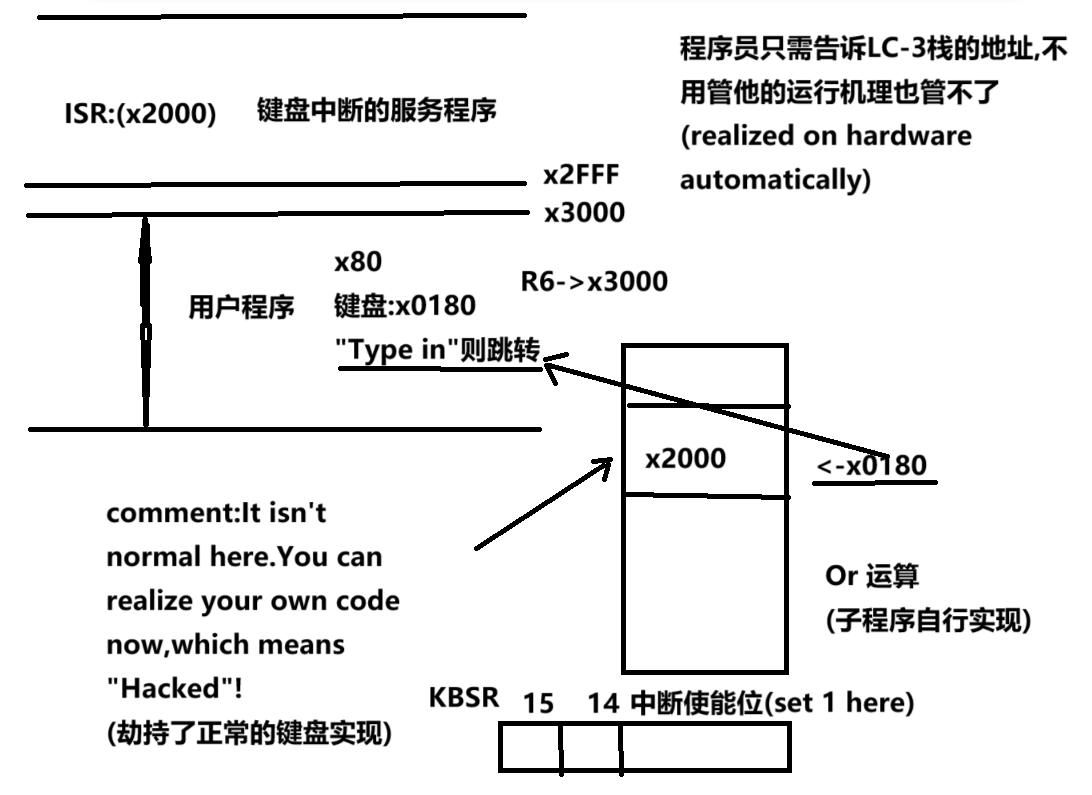 程序员只需告诉LC-3栈的地址,不
用管他的运行机理也管不了
(realized on hardware
automatically)
ISR:(x2000) 键盘中断的服务程序
x2FFF
x3000
x80
用户程序 键盘:x0180
R6->x3000
"Type in"则跳转
x2000
<-x0180
comment:It isn't
normal here.You can
realize your own code
now,which means
"Hacked"!
(劫持了正常的键盘实现)
Or 运算
(子程序自行实现)
KBSR 15 14 中断使能位(set 1 here)